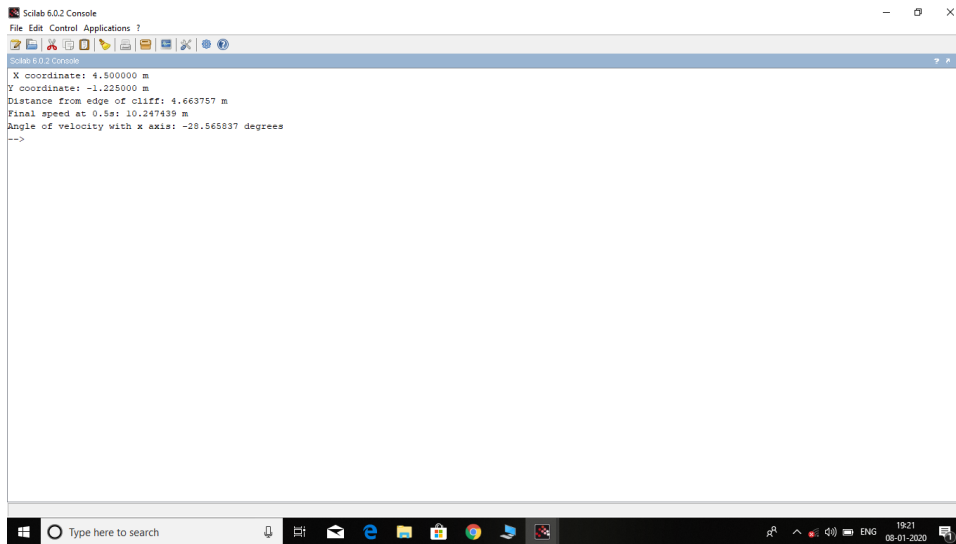 Scilab 6.0.2 Console
File Edit Control Applications ?
Scilab 6.0.2 Console
X coordinate: 4.500000 m
Y coordinate: -1.225000 m
Distance from edge of cliff: 4.663757 m
Final speed at 0.5s: 10.247439 m
Angle of velocity with x axis: -28.565837 degrees
-->
Type here to search
ENG
19:21
08-01-2020
1